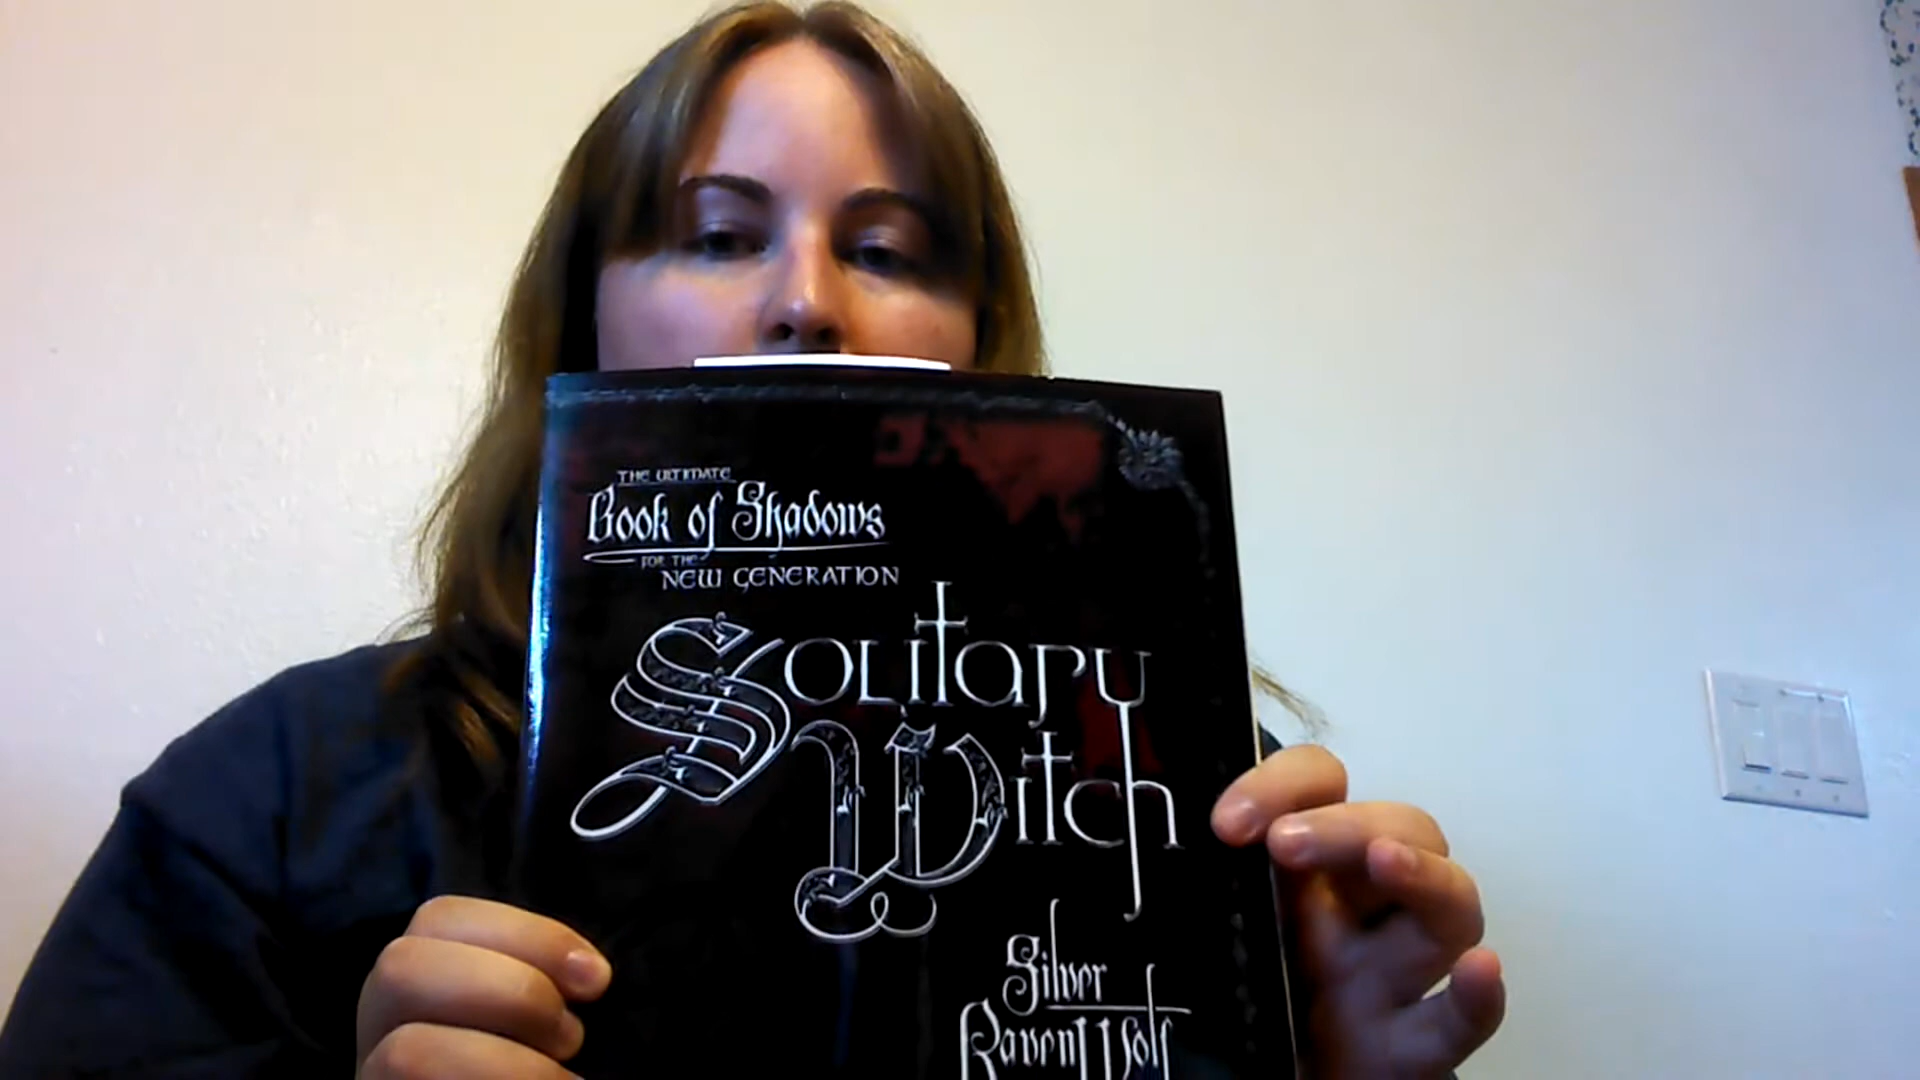 THE ULTIMATE
Book of Shadows
FOR THE
NEW GENERATION
Solitary
Witch
Silver
RavenWolf